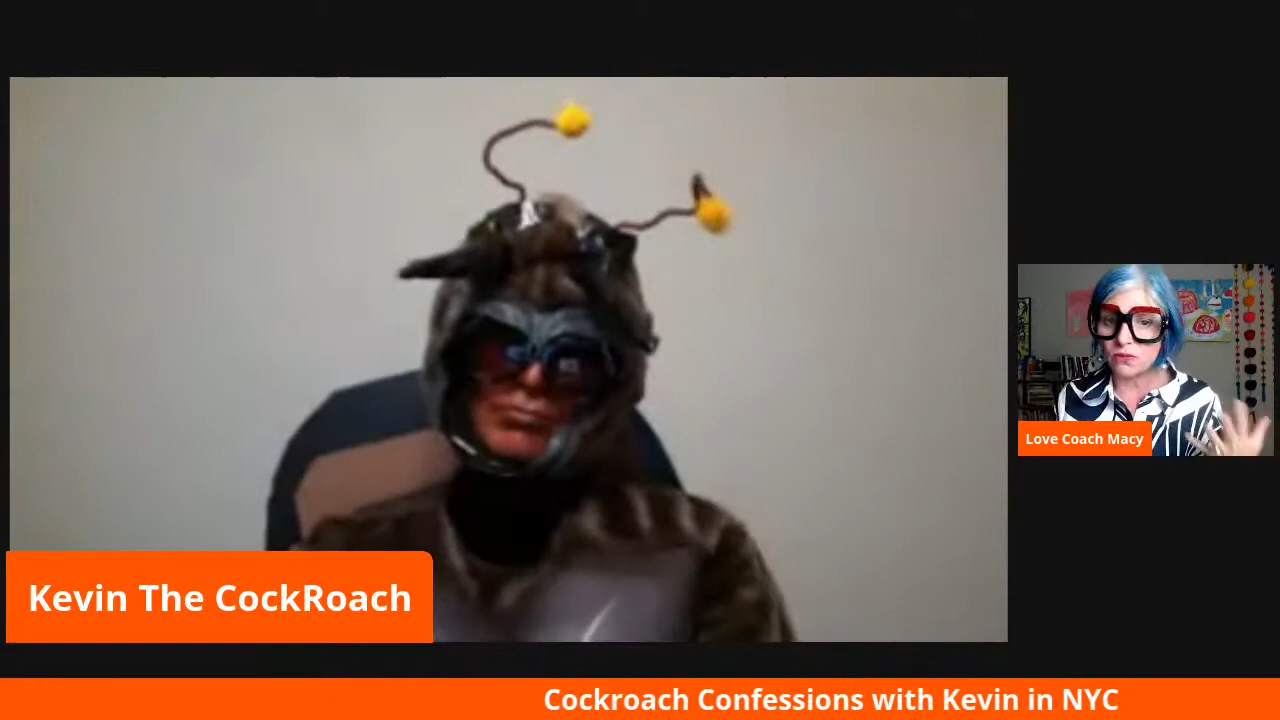 Kevin The CockRoach
Love Coach Macy
Cockroach Confessions with Kevin in NYC